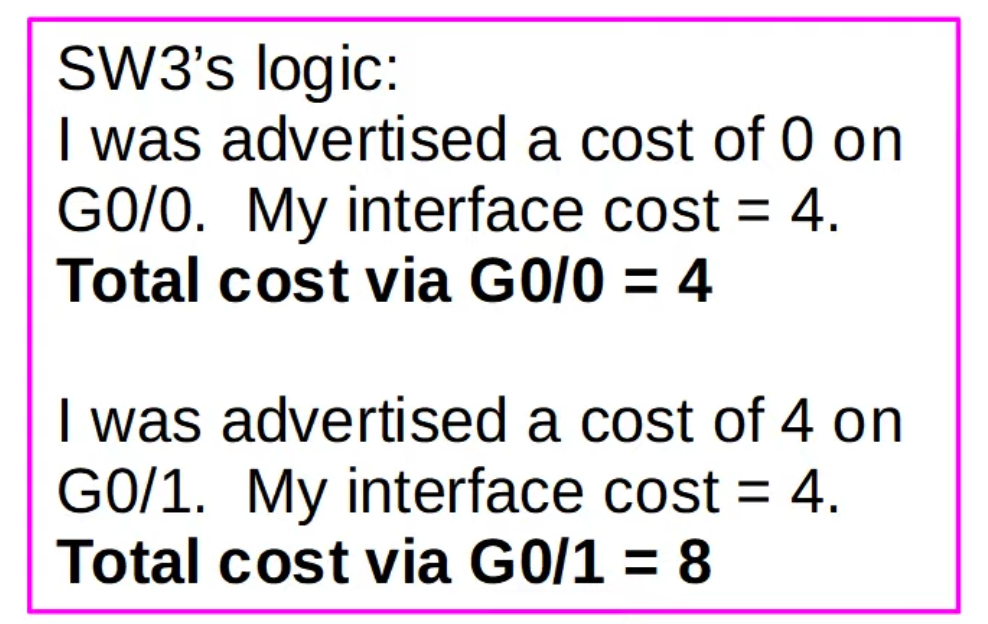 SW3’s logic:
I was advertised a cost of 0 on
G0/0.  My interface cost = 4.
Total cost via G0/0 = 4
I was advertised a cost of 4 on
G0/1.  My interface cost = 4.
Total cost via G0/1 = 8